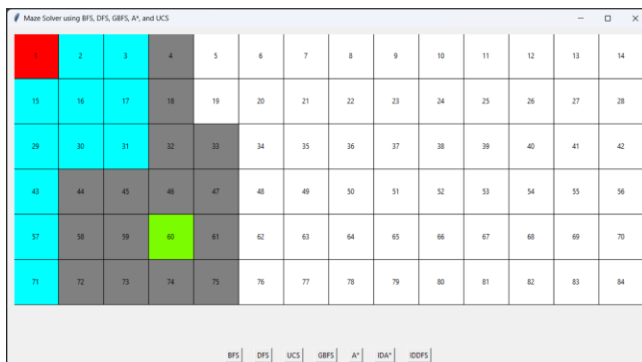 Maze Solver using BFS, DFS, GBFS, A*, and UCS
1 2 3 4 5 6 7 8 9 10 11 12 13 14
15 16 17 18 19 20 21 22 23 24 25 26 27 28
29 30 31 32 33 34 35 36 37 38 39 40 41 42
43 44 45 46 47 48 49 50 51 52 53 54 55 56
57 58 59 60 61 62 63 64 65 66 67 68 69 70
71 72 73 74 75 76 77 78 79 80 81 82 83 84
BFS DFS UCS GBFS A* IDA* IDDFS